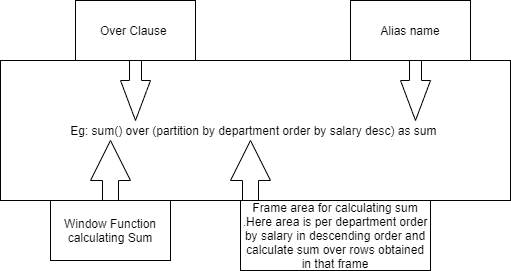 Over Clause
Alias name
Eg: sum() over (partition by department order by salary desc) as sum
Window Function
calculating Sum
Frame area for calculating sum
.Here area is per department order
by salary in descending order and
calculate sum over rows obtained
in that frame